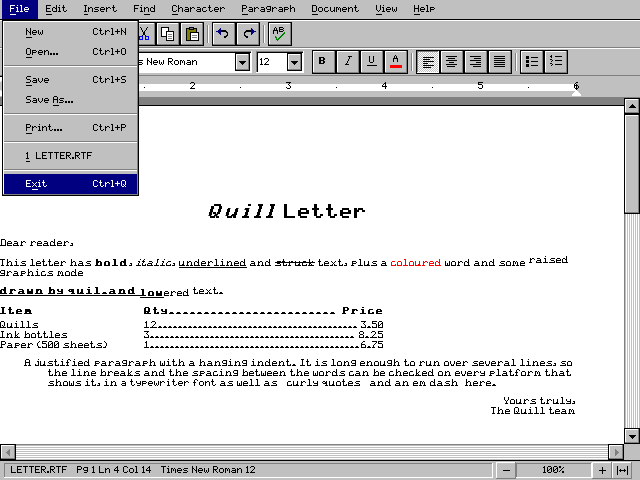 File Edit Insert Find Character Paragraph Document View Help
New Ctrl+N
Open... Ctrl+O
Save Ctrl+S
Save As...
Print... Ctrl+P
1 LETTER.RTF
Exit Ctrl+Q
ABC
s New Roman 12 B I U A
2 3 4 5 6
Quill Letter
Dear reader,
This letter has bold, italic, underlined and struck text, plus a coloured word and some raised
graphics mode
drawn by quill and lowered text.
Item Qty................................ Price
Quills 12................................ 3.50
Ink bottles 3................................ 8.25
Paper (500 sheets) 1................................ 6.75
A justified paragraph with a hanging indent. It is long enough to run over several lines, so
the line breaks and the spacing between the words can be checked on every platform that
shows it, in a typewriter font as well as curly quotes and an em dash here.
Yours truly,
The Quill team
LETTER.RTF Pg 1 Ln 4 Col 14 Times New Roman 12 − 100% +